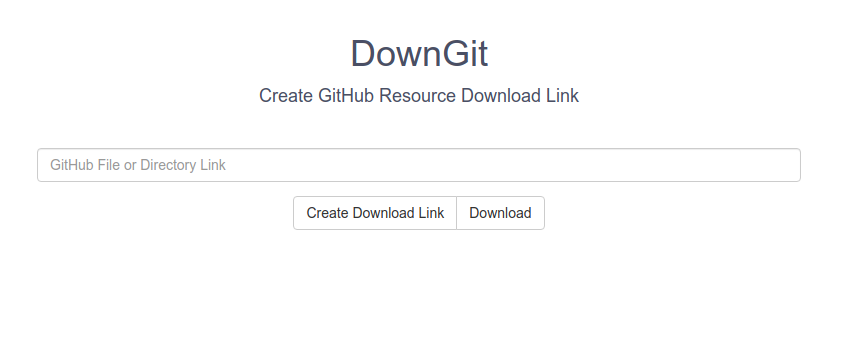 DownGit
Create GitHub Resource Download Link
GitHub File or Directory Link
Create Download Link
Download